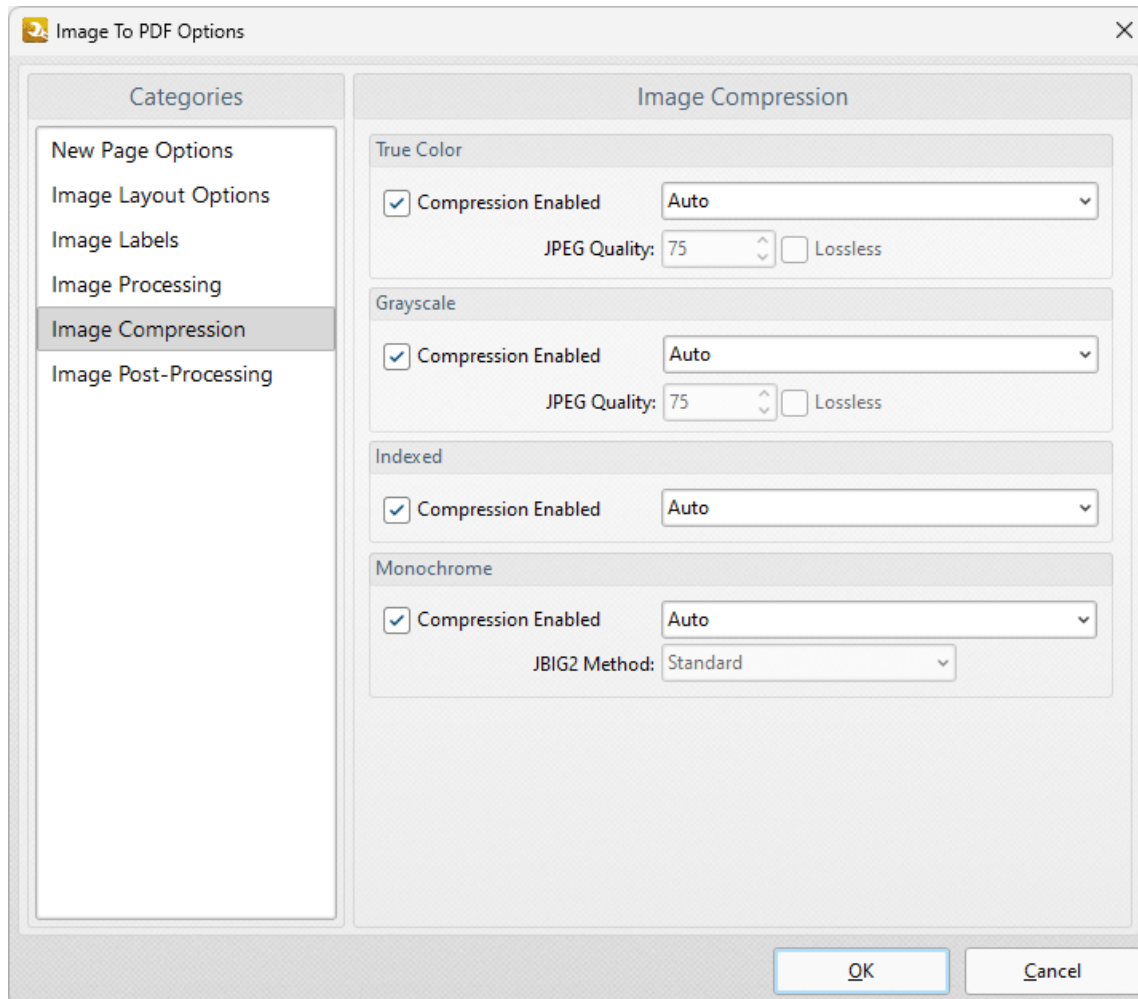 Image To PDF Options
Categories
New Page Options
Image Layout Options
Image Labels
Image Processing
Image Compression
Image Post-Processing
Image Compression
True Color
Compression Enabled Auto
JPEG Quality: 75 Lossless
Grayscale
Compression Enabled Auto
JPEG Quality: 75 Lossless
Indexed
Compression Enabled Auto
Monochrome
Compression Enabled Auto
JBIG2 Method: Standard
OK Cancel